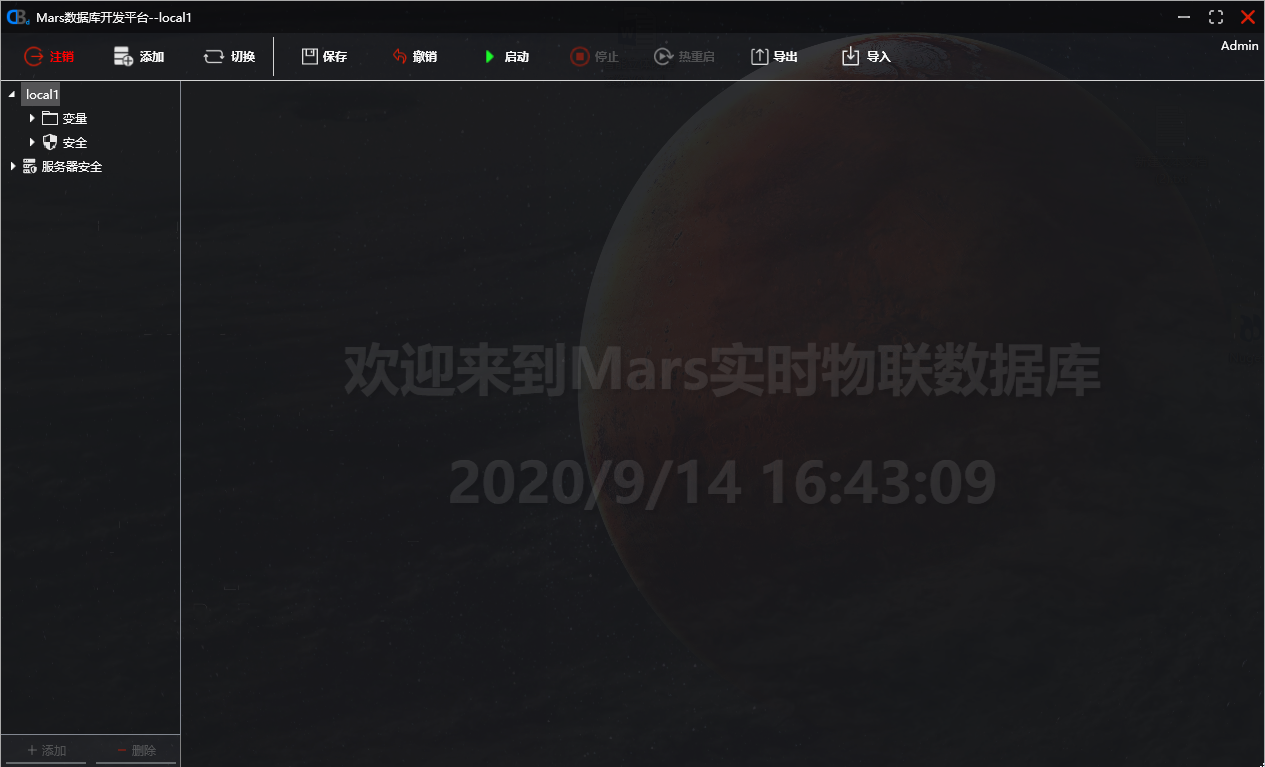 DB Mars数据库开发平台--local1
注销 添加 切换 保存 撤销 启动 停止 热重启 导出 导入 Admin
local1
变量
安全
服务器安全
欢迎来到Mars实时物联数据库
2020/9/14 16:43:09
+ 添加 - 删除